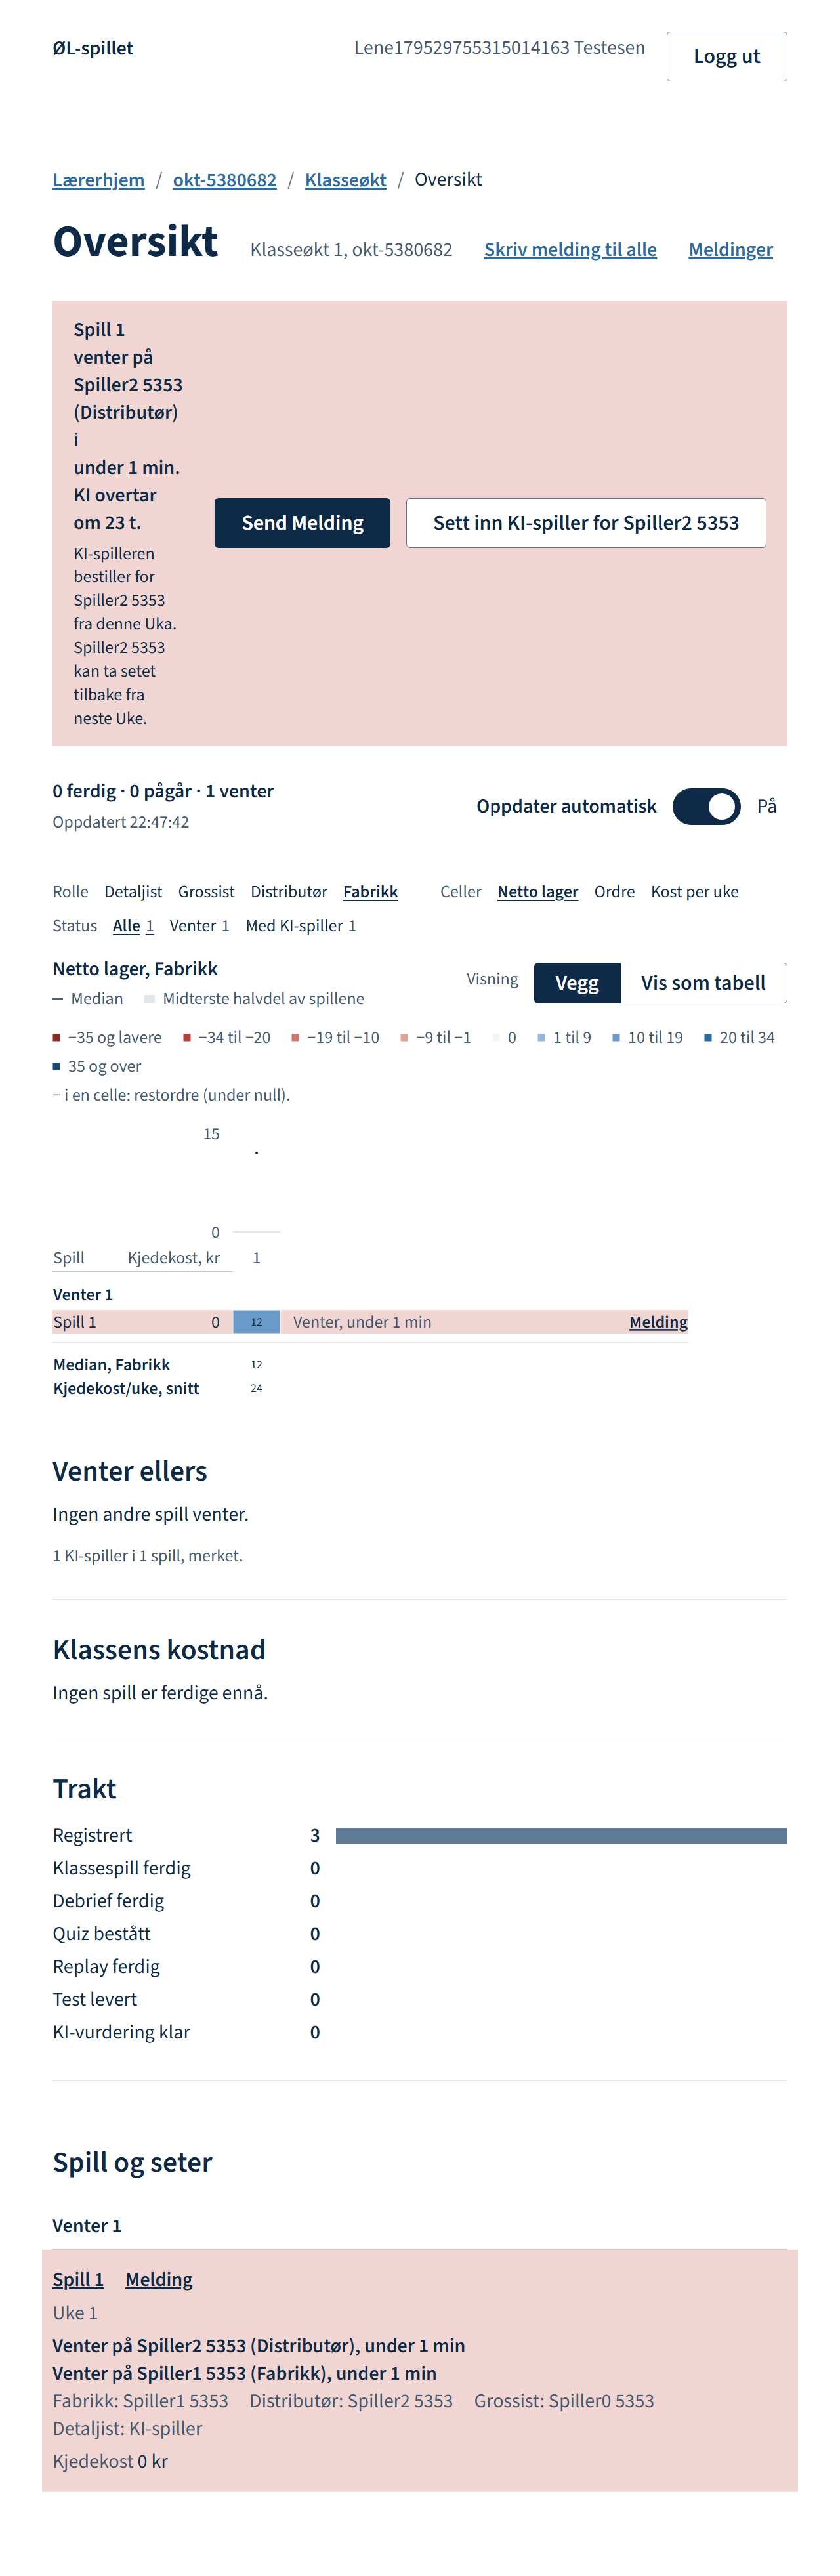 ØL-spillet
Lene179529755315014163 Testesen
Logg ut
Lærerhjem / okt-5380682 / Klasseøkt / Oversikt
Oversikt
Klasseøkt 1, okt-5380682
Skriv melding til alle
Meldinger
Spill 1
venter på
Spiller2 5353
(Distributør)
i
under 1 min.
KI overtar
om 23 t.
KI-spilleren
bestiller for
Spiller2 5353
fra denne Uka.
Spiller2 5353
kan ta setet
tilbake fra
neste Uke.
Send Melding
Sett inn KI-spiller for Spiller2 5353
0 ferdig · 0 pågår · 1 venter
Oppdatert 22:47:42
Oppdater automatisk
På
Rolle Detaljist Grossist Distributør Fabrikk
Celler Netto lager Ordre Kost per uke
Status Alle 1 Venter 1 Med KI-spiller 1
Netto lager, Fabrikk
Median Midterste halvdel av spillene
Visning
Vegg
Vis som tabell
−35 og lavere −34 til −20 −19 til −10 −9 til −1 0 1 til 9 10 til 19 20 til 34
35 og over
− i en celle: restordre (under null).
15
0
Spill Kjedekost, kr 1
Venter 1
Spill 1 0 12 Venter, under 1 min Melding
Median, Fabrikk 12
Kjedekost/uke, snitt 24
Venter ellers
Ingen andre spill venter.
1 KI-spiller i 1 spill, merket.
Klassens kostnad
Ingen spill er ferdige ennå.
Trakt
Registrert 3
Klassespill ferdig 0
Debrief ferdig 0
Quiz bestått 0
Replay ferdig 0
Test levert 0
KI-vurdering klar 0
Spill og seter
Venter 1
Spill 1 Melding
Uke 1
Venter på Spiller2 5353 (Distributør), under 1 min
Venter på Spiller1 5353 (Fabrikk), under 1 min
Fabrikk: Spiller1 5353 Distributør: Spiller2 5353 Grossist: Spiller0 5353
Detaljist: KI-spiller
Kjedekost 0 kr